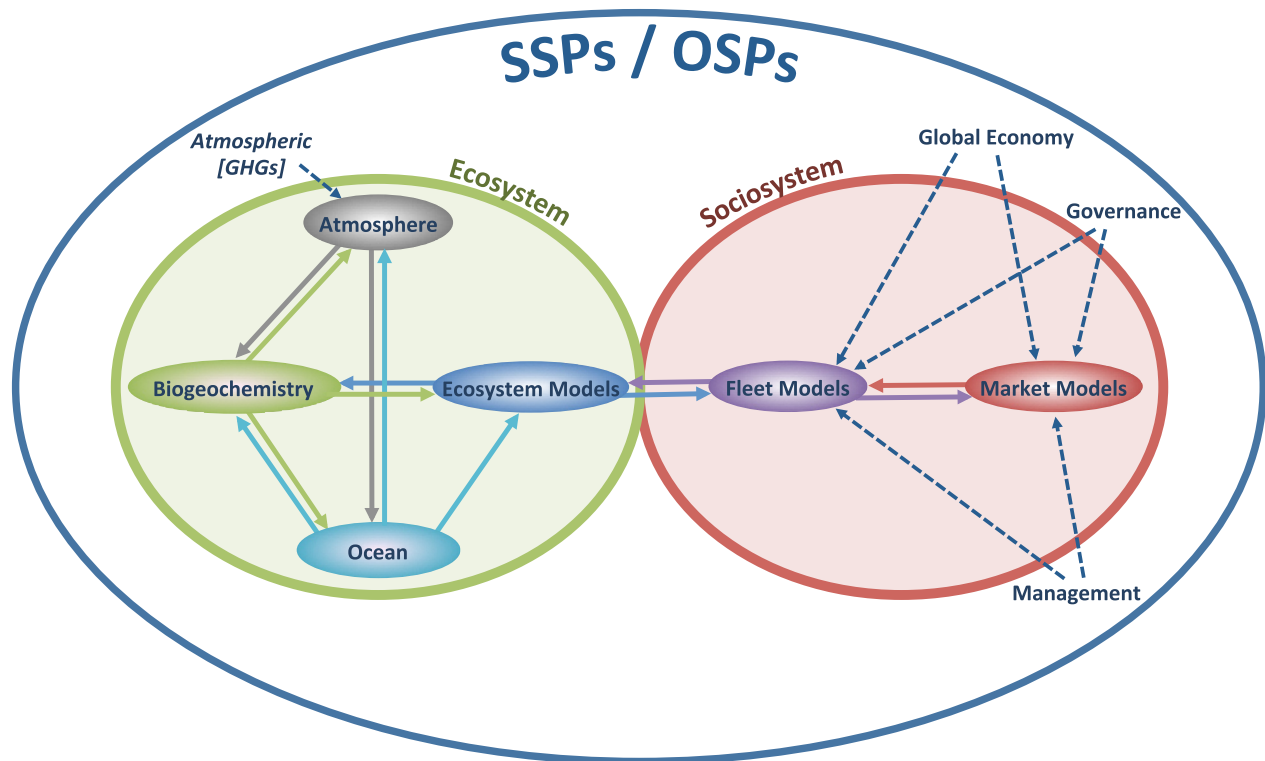 SSPs / OSPs
Atmospheric
[GHGs]
Global Economy
Ecosystem
Sociosystem
Governance
Atmosphere
Biogeochemistry
Ecosystem Models
Fleet Models
Market Models
Ocean
Management